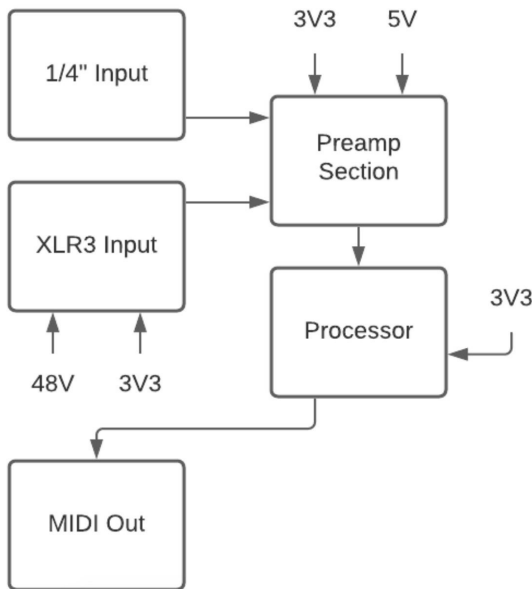 3V3 5V
1/4" Input
Preamp
Section
XLR3 Input
48V 3V3
Processor
3V3
MIDI Out